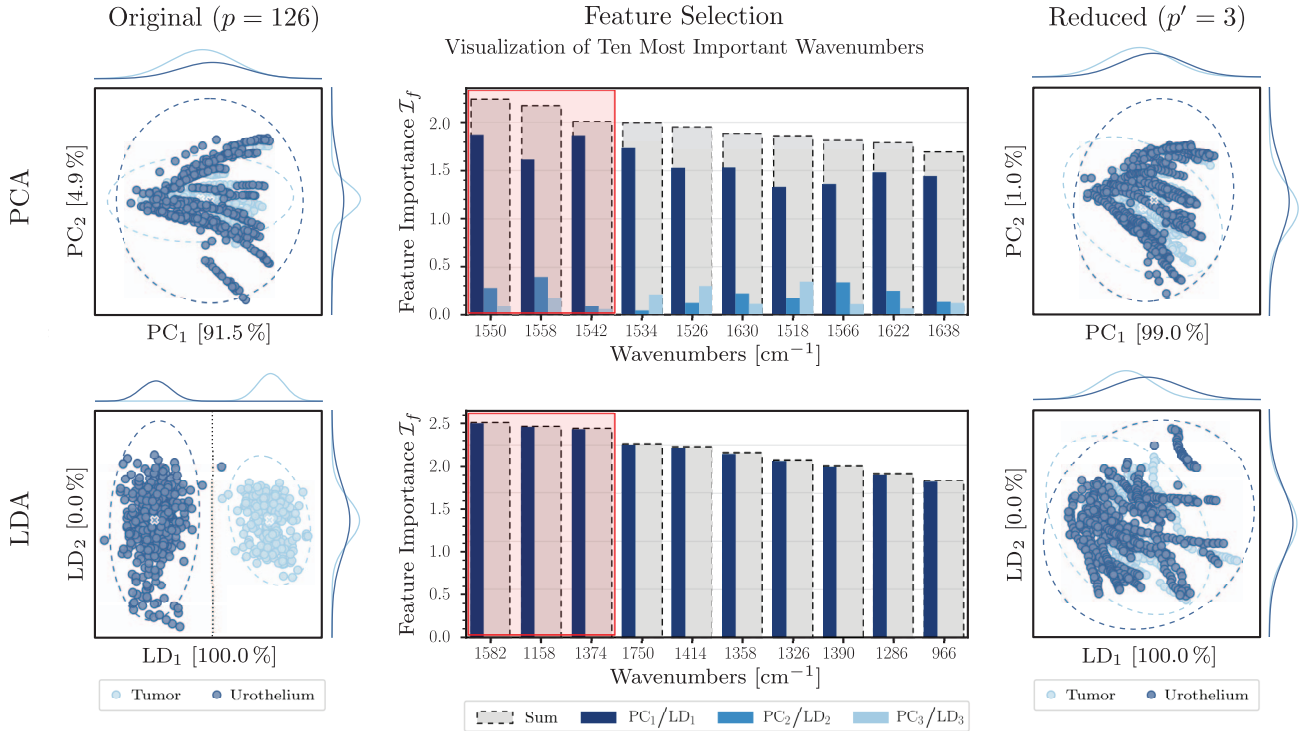 Original (p = 126)
Feature Selection
Reduced (p′ = 3)
Visualization of Ten Most Important Wavenumbers
PCA
PC₂ [4.9 %]
PC₁ [91.5 %]
Feature Importance 𝓘_f
2.0
1.5
1.0
0.5
0.0
1550 1558 1542 1534 1526 1630 1518 1566 1622 1638
Wavenumbers [cm⁻¹]
PC₂ [1.0 %]
PC₁ [99.0 %]
LDA
LD₂ [0.0 %]
LD₁ [100.0 %]
Feature Importance 𝓘_f
2.5
2.0
1.5
1.0
0.5
0.0
1582 1158 1374 1750 1414 1358 1326 1390 1286 966
Wavenumbers [cm⁻¹]
LD₂ [0.0 %]
LD₁ [100.0 %]
Tumor Urothelium
Sum PC₁/LD₁ PC₂/LD₂ PC₃/LD₃
Tumor Urothelium